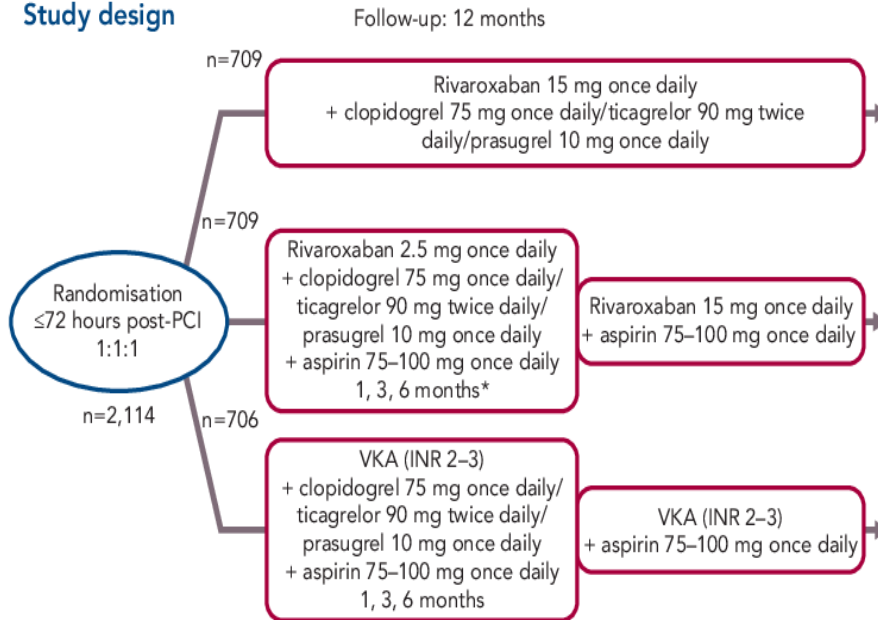 Study design
Follow-up: 12 months
n=709
Rivaroxaban 15 mg once daily
+ clopidogrel 75 mg once daily/ticagrelor 90 mg twice
daily/prasugrel 10 mg once daily
n=709
Rivaroxaban 2.5 mg once daily
+ clopidogrel 75 mg once daily/
ticagrelor 90 mg twice daily/
prasugrel 10 mg once daily
+ aspirin 75–100 mg once daily
1, 3, 6 months*
Rivaroxaban 15 mg once daily
+ aspirin 75–100 mg once daily
Randomisation
≤72 hours post-PCI
1:1:1
n=2,114
n=706
VKA (INR 2–3)
+ clopidogrel 75 mg once daily/
ticagrelor 90 mg twice daily/
prasugrel 10 mg once daily
+ aspirin 75–100 mg once daily
1, 3, 6 months
VKA (INR 2–3)
+ aspirin 75–100 mg once daily